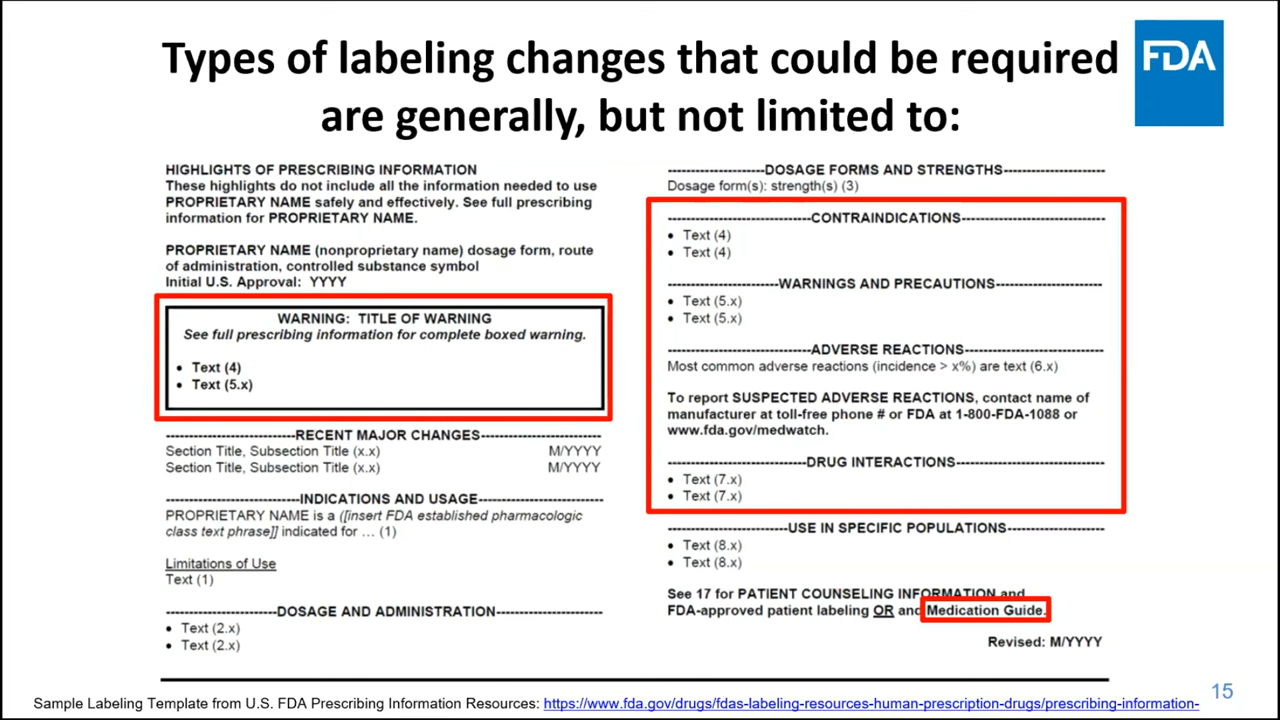 Types of labeling changes that could be required
are generally, but not limited to:
FDA
HIGHLIGHTS OF PRESCRIBING INFORMATION
These highlights do not include all the information needed to use
PROPRIETARY NAME safely and effectively. See full prescribing
information for PROPRIETARY NAME.
PROPRIETARY NAME (nonproprietary name) dosage form, route
of administration, controlled substance symbol
Initial U.S. Approval: YYYY
WARNING: TITLE OF WARNING
See full prescribing information for complete boxed warning.
• Text (4)
• Text (5.x)
----------------------------RECENT MAJOR CHANGES--------------------------
Section Title, Subsection Title (x.x) M/YYYY
Section Title, Subsection Title (x.x) M/YYYY
-----------------------------INDICATIONS AND USAGE---------------------------
PROPRIETARY NAME is a ([insert FDA established pharmacologic
class text phrase]] indicated for … (1)
Limitations of Use
Text (1)
------------------------DOSAGE AND ADMINISTRATION-----------------------
• Text (2.x)
• Text (2.x)
---------------------DOSAGE FORMS AND STRENGTHS----------------------
Dosage form(s): strength(s) (3)
-------------------------------CONTRAINDICATIONS-------------------------------
• Text (4)
• Text (4)
------------------------WARNINGS AND PRECAUTIONS-----------------------
• Text (5.x)
• Text (5.x)
-------------------------------ADVERSE REACTIONS------------------------------
Most common adverse reactions (incidence > x%) are text (6.x)
To report SUSPECTED ADVERSE REACTIONS, contact name of
manufacturer at toll-free phone # or FDA at 1-800-FDA-1088 or
www.fda.gov/medwatch.
------------------------------DRUG INTERACTIONS--------------------------------
• Text (7.x)
• Text (7.x)
--------------------------USE IN SPECIFIC POPULATIONS---------------------
• Text (8.x)
• Text (8.x)
See 17 for PATIENT COUNSELING INFORMATION and
FDA-approved patient labeling OR and Medication Guide.
Revised: M/YYYY
15
Sample Labeling Template from U.S. FDA Prescribing Information Resources: https://www.fda.gov/drugs/fdas-labeling-resources-human-prescription-drugs/prescribing-information-